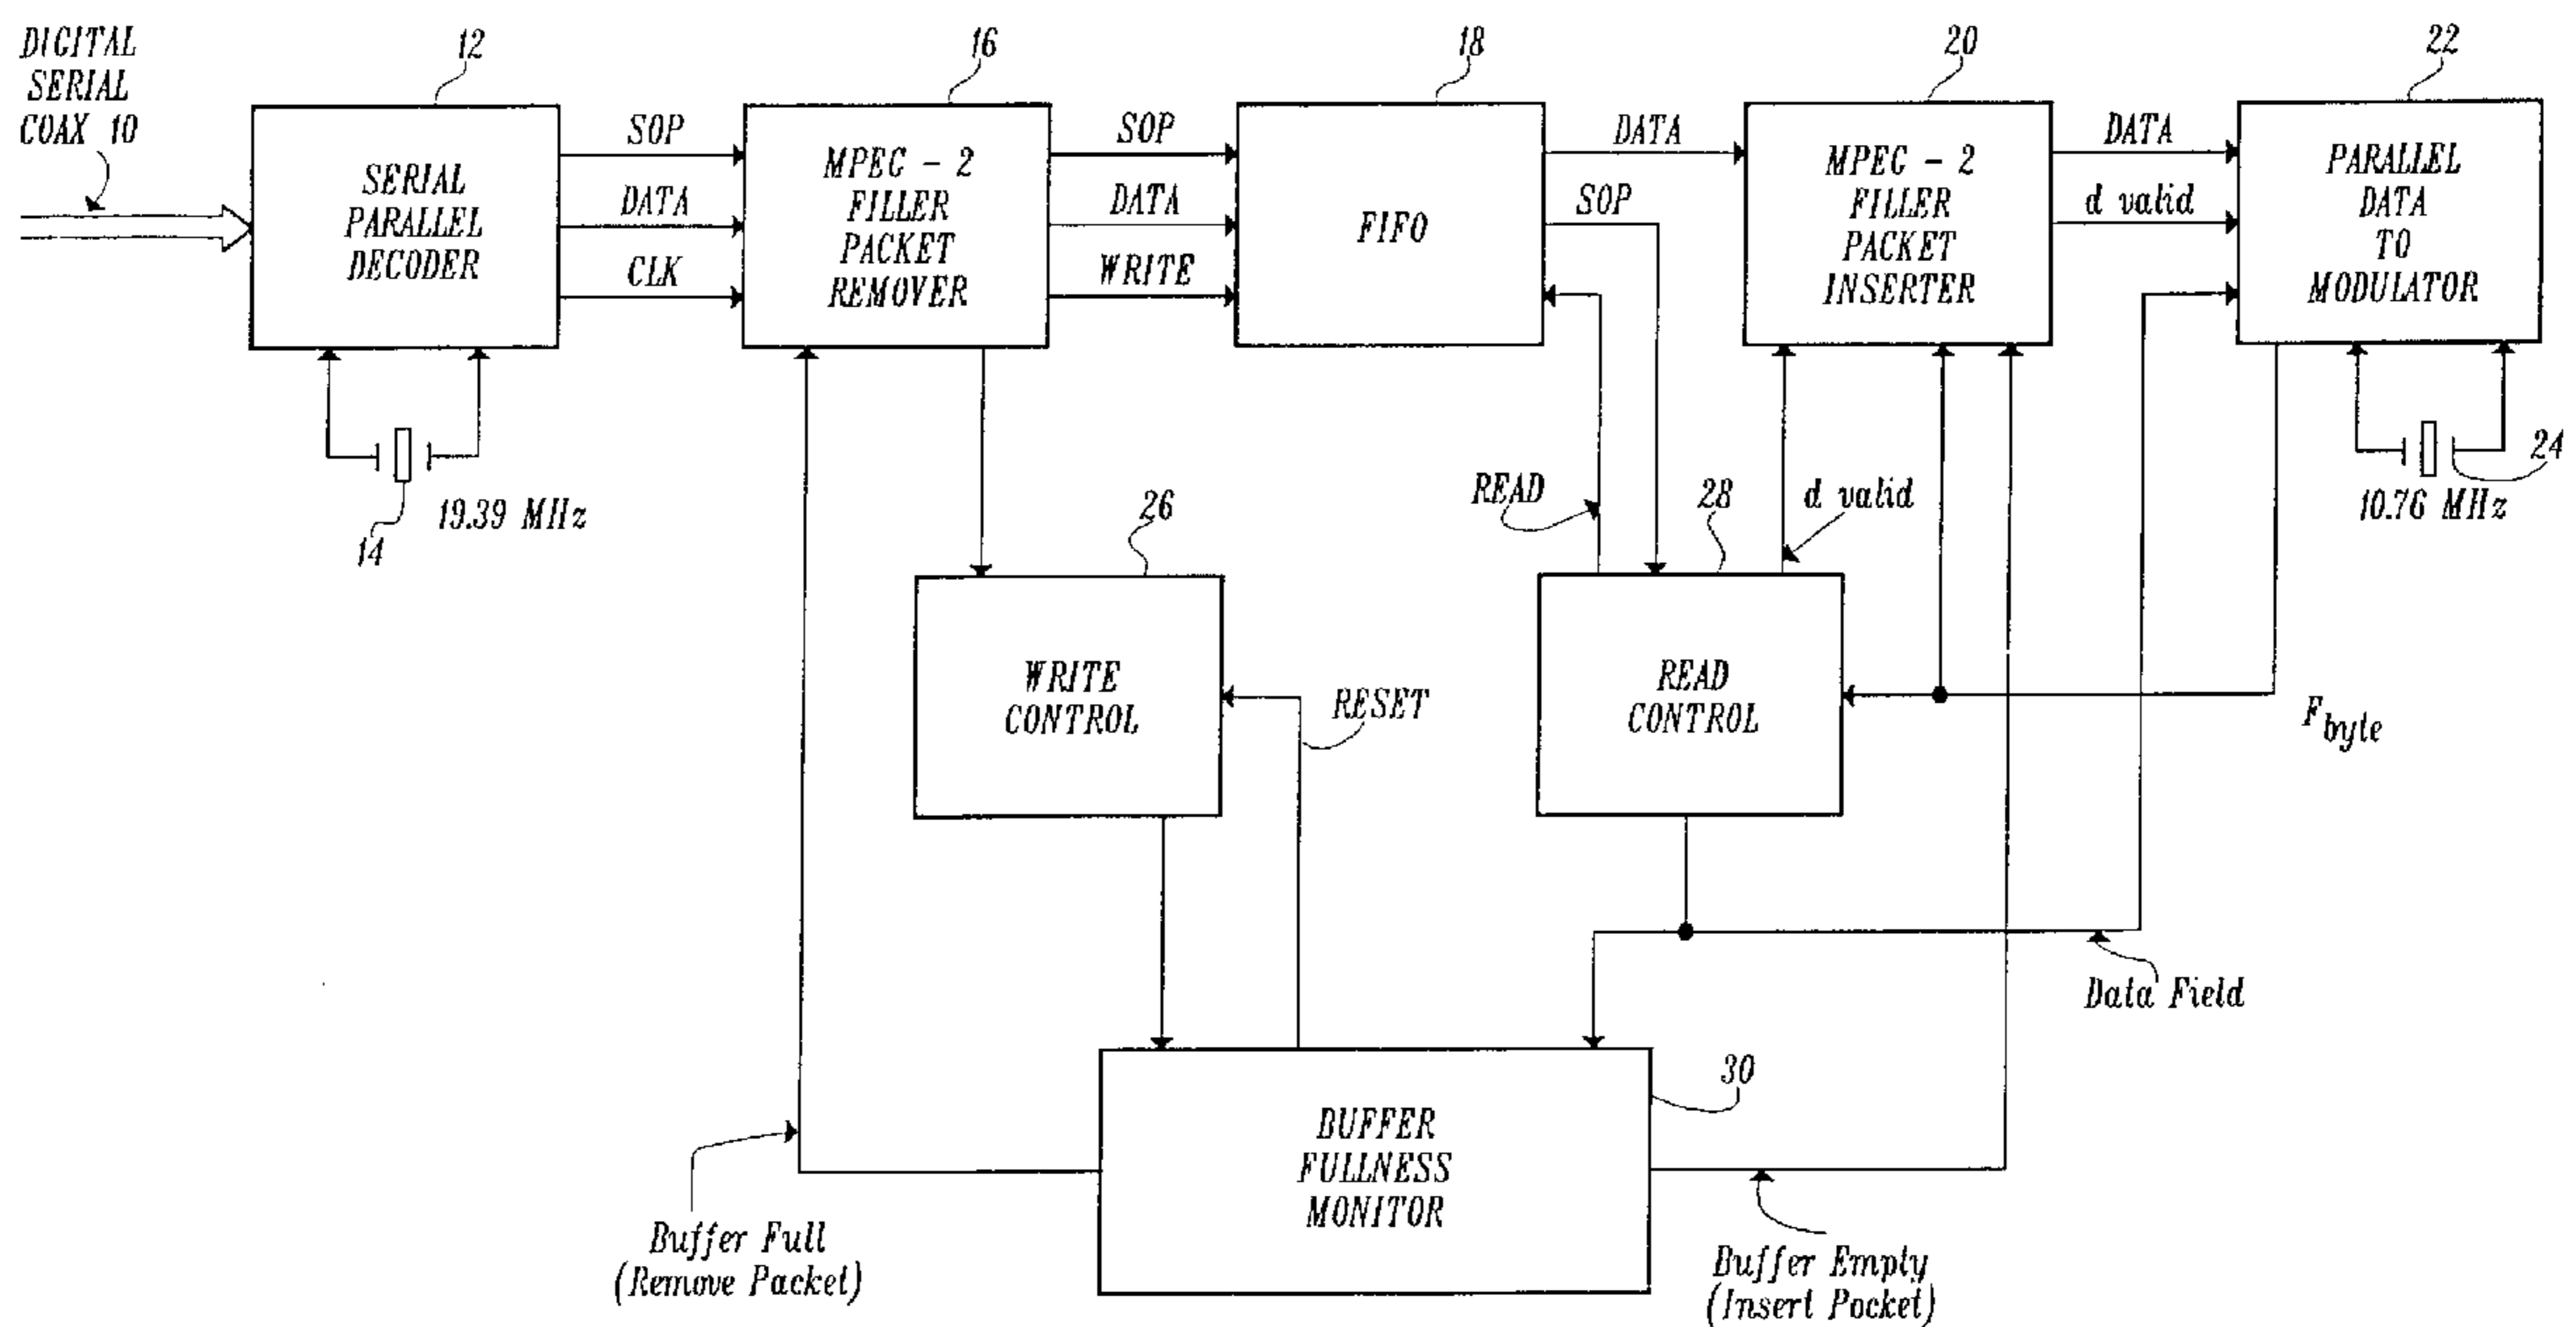 DIGITAL
SERIAL
COAX 10
12
16
18
20
22
SERIAL
PARALLEL
DECODER
SOP
DATA
CLK
MPEG - 2
FILLER
PACKET
REMOVER
SOP
DATA
WRITE
FIFO
DATA
SOP
MPEG - 2
FILLER
PACKET
INSERTER
DATA
d valid
PARALLEL
DATA
TO
MODULATOR
14
19.39 MHz
24
10.76 MHz
26
READ
28
d valid
WRITE
CONTROL
RESET
READ
CONTROL
Fbyte
Data Field
30
BUFFER
FULLNESS
MONITOR
Buffer Full
(Remove Packet)
Buffer Empty
(Insert Pocket)